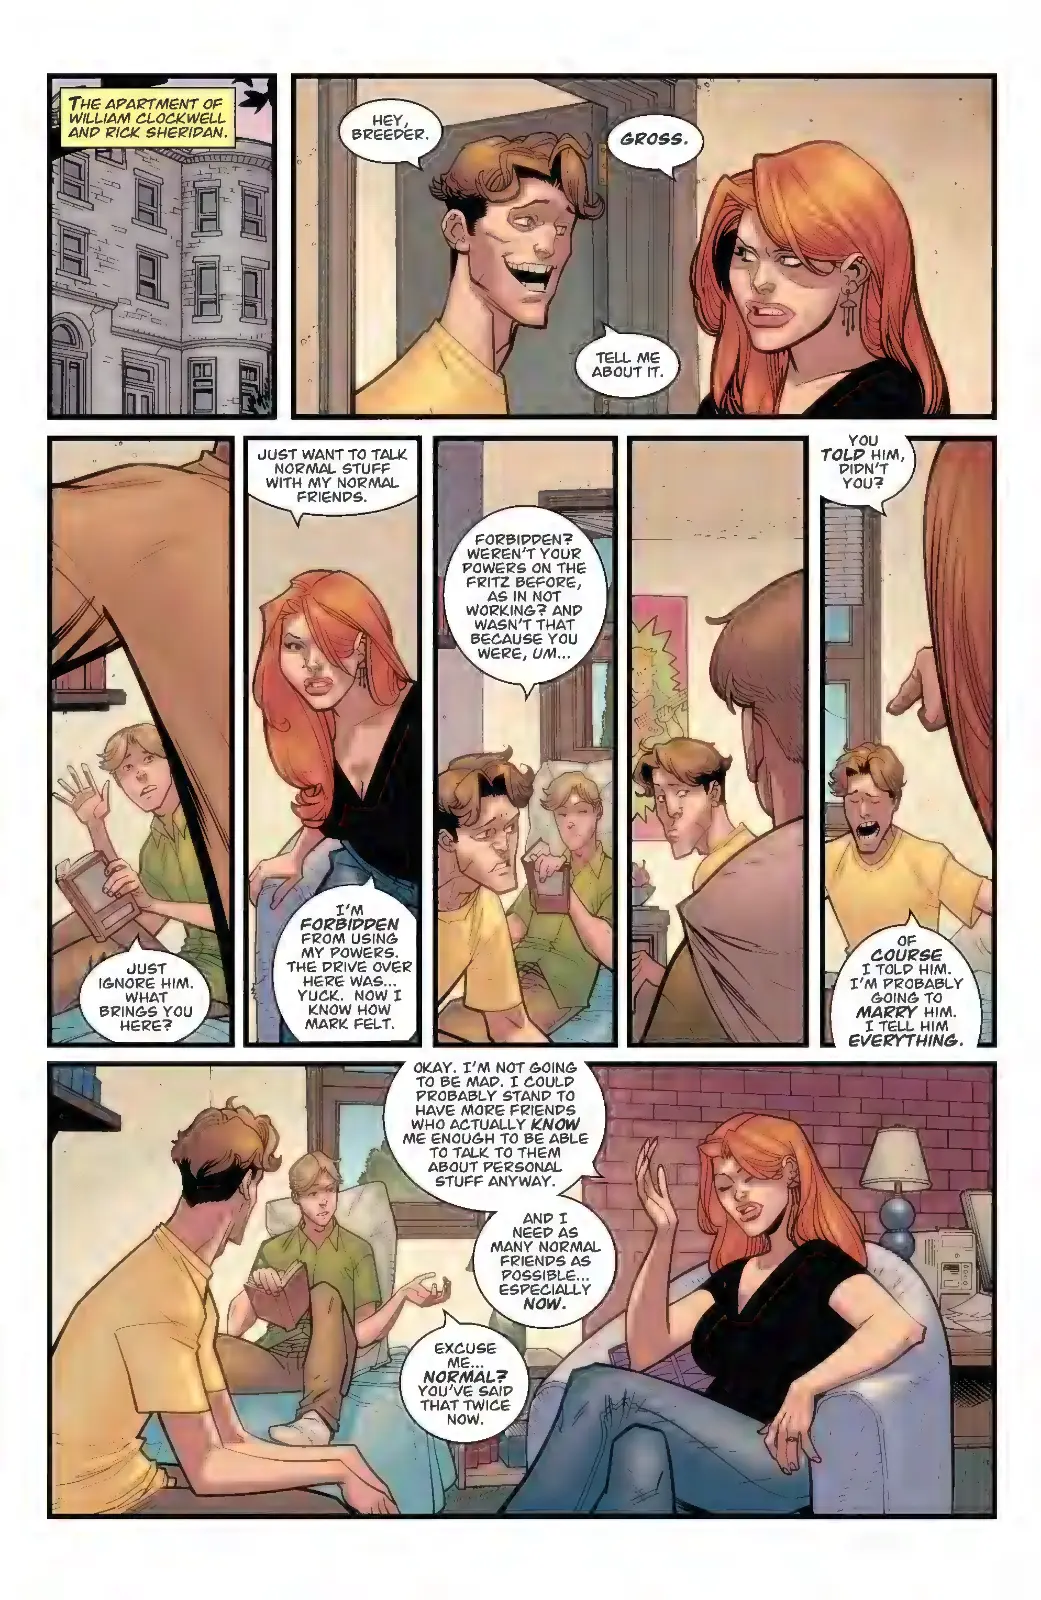 THE APARTMENT OF
WILLIAM CLOCKWELL
AND RICK SHERIDAN.
HEY,
BREEDER.
GROSS.
TELL ME
ABOUT IT.
JUST
IGNORE HIM.
WHAT
BRINGS YOU
HERE?
JUST WANT TO TALK
NORMAL STUFF
WITH MY NORMAL
FRIENDS.
I'M
FORBIDDEN
FROM USING
MY POWERS.
THE DRIVE OVER
HERE WAS...
YUCK. NOW I
KNOW HOW
MARK FELT.
FORBIDDEN?
WEREN'T YOUR
POWERS ON THE
FRITZ BEFORE,
AS IN NOT
WORKING? AND
WASN'T THAT
BECAUSE YOU
WERE, UM...
YOU
TOLD HIM,
DIDN'T
YOU?
OF
COURSE
I TOLD HIM.
I'M PROBABLY
GOING TO
MARRY HIM.
I TELL HIM
EVERYTHING.
OKAY. I'M NOT GOING
TO BE MAD. I COULD
PROBABLY STAND TO
HAVE MORE FRIENDS
WHO ACTUALLY KNOW
ME ENOUGH TO BE ABLE
TO TALK TO THEM
ABOUT PERSONAL
STUFF ANYWAY.
AND I
NEED AS
MANY NORMAL
FRIENDS AS
POSSIBLE...
ESPECIALLY
NOW.
EXCUSE
ME...
NORMAL?
YOU'VE SAID
THAT TWICE
NOW.